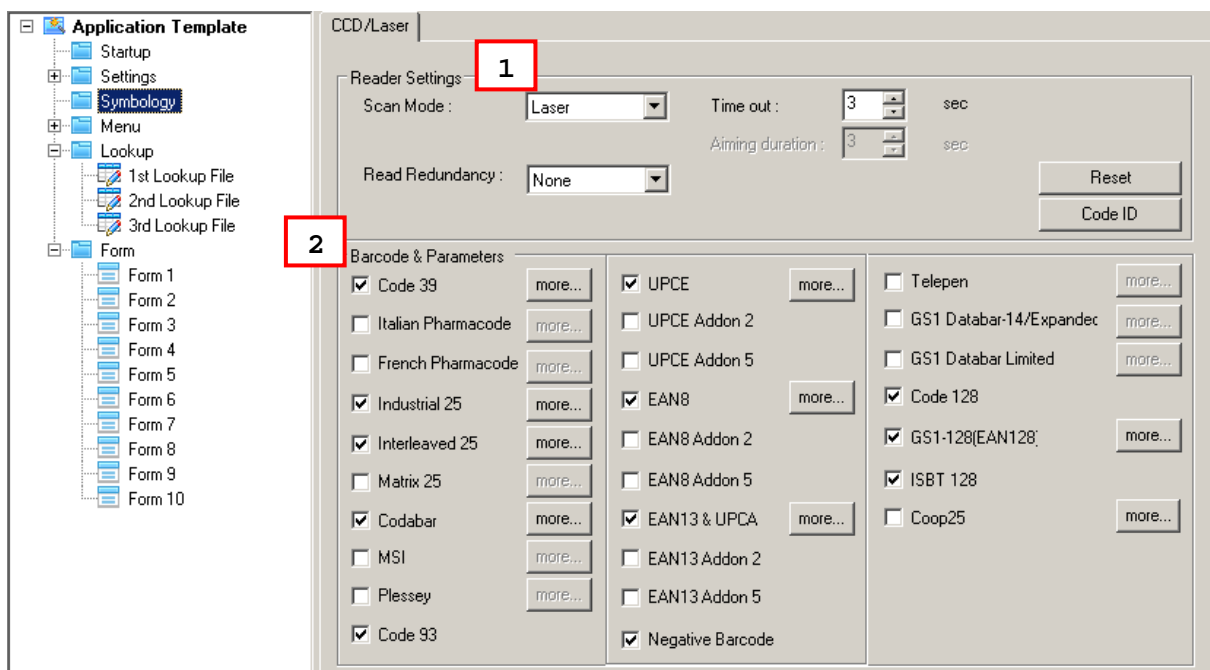 Application Template
Startup
Settings
Symbology
Menu
Lookup
1st Lookup File
2nd Lookup File
3rd Lookup File
Form
Form 1
Form 2
Form 3
Form 4
Form 5
Form 6
Form 7
Form 8
Form 9
Form 10
CCD/Laser
1
Reader Settings
Scan Mode : Laser Time out : 3 sec
Aiming duration : 3 sec
Read Redundancy : None
Reset
Code ID
2
Barcode & Parameters
Code 39 more...
Italian Pharmacode more...
French Pharmacode more...
Industrial 25 more...
Interleaved 25 more...
Matrix 25 more...
Codabar more...
MSI more...
Plessey more...
Code 93
UPCE more...
UPCE Addon 2
UPCE Addon 5
EAN8 more...
EAN8 Addon 2
EAN8 Addon 5
EAN13 & UPCA more...
EAN13 Addon 2
EAN13 Addon 5
Negative Barcode
Telepen more...
GS1 Databar-14/Expandec more...
GS1 Databar Limited more...
Code 128
GS1-128(EAN128) more...
ISBT 128
Coop25 more...